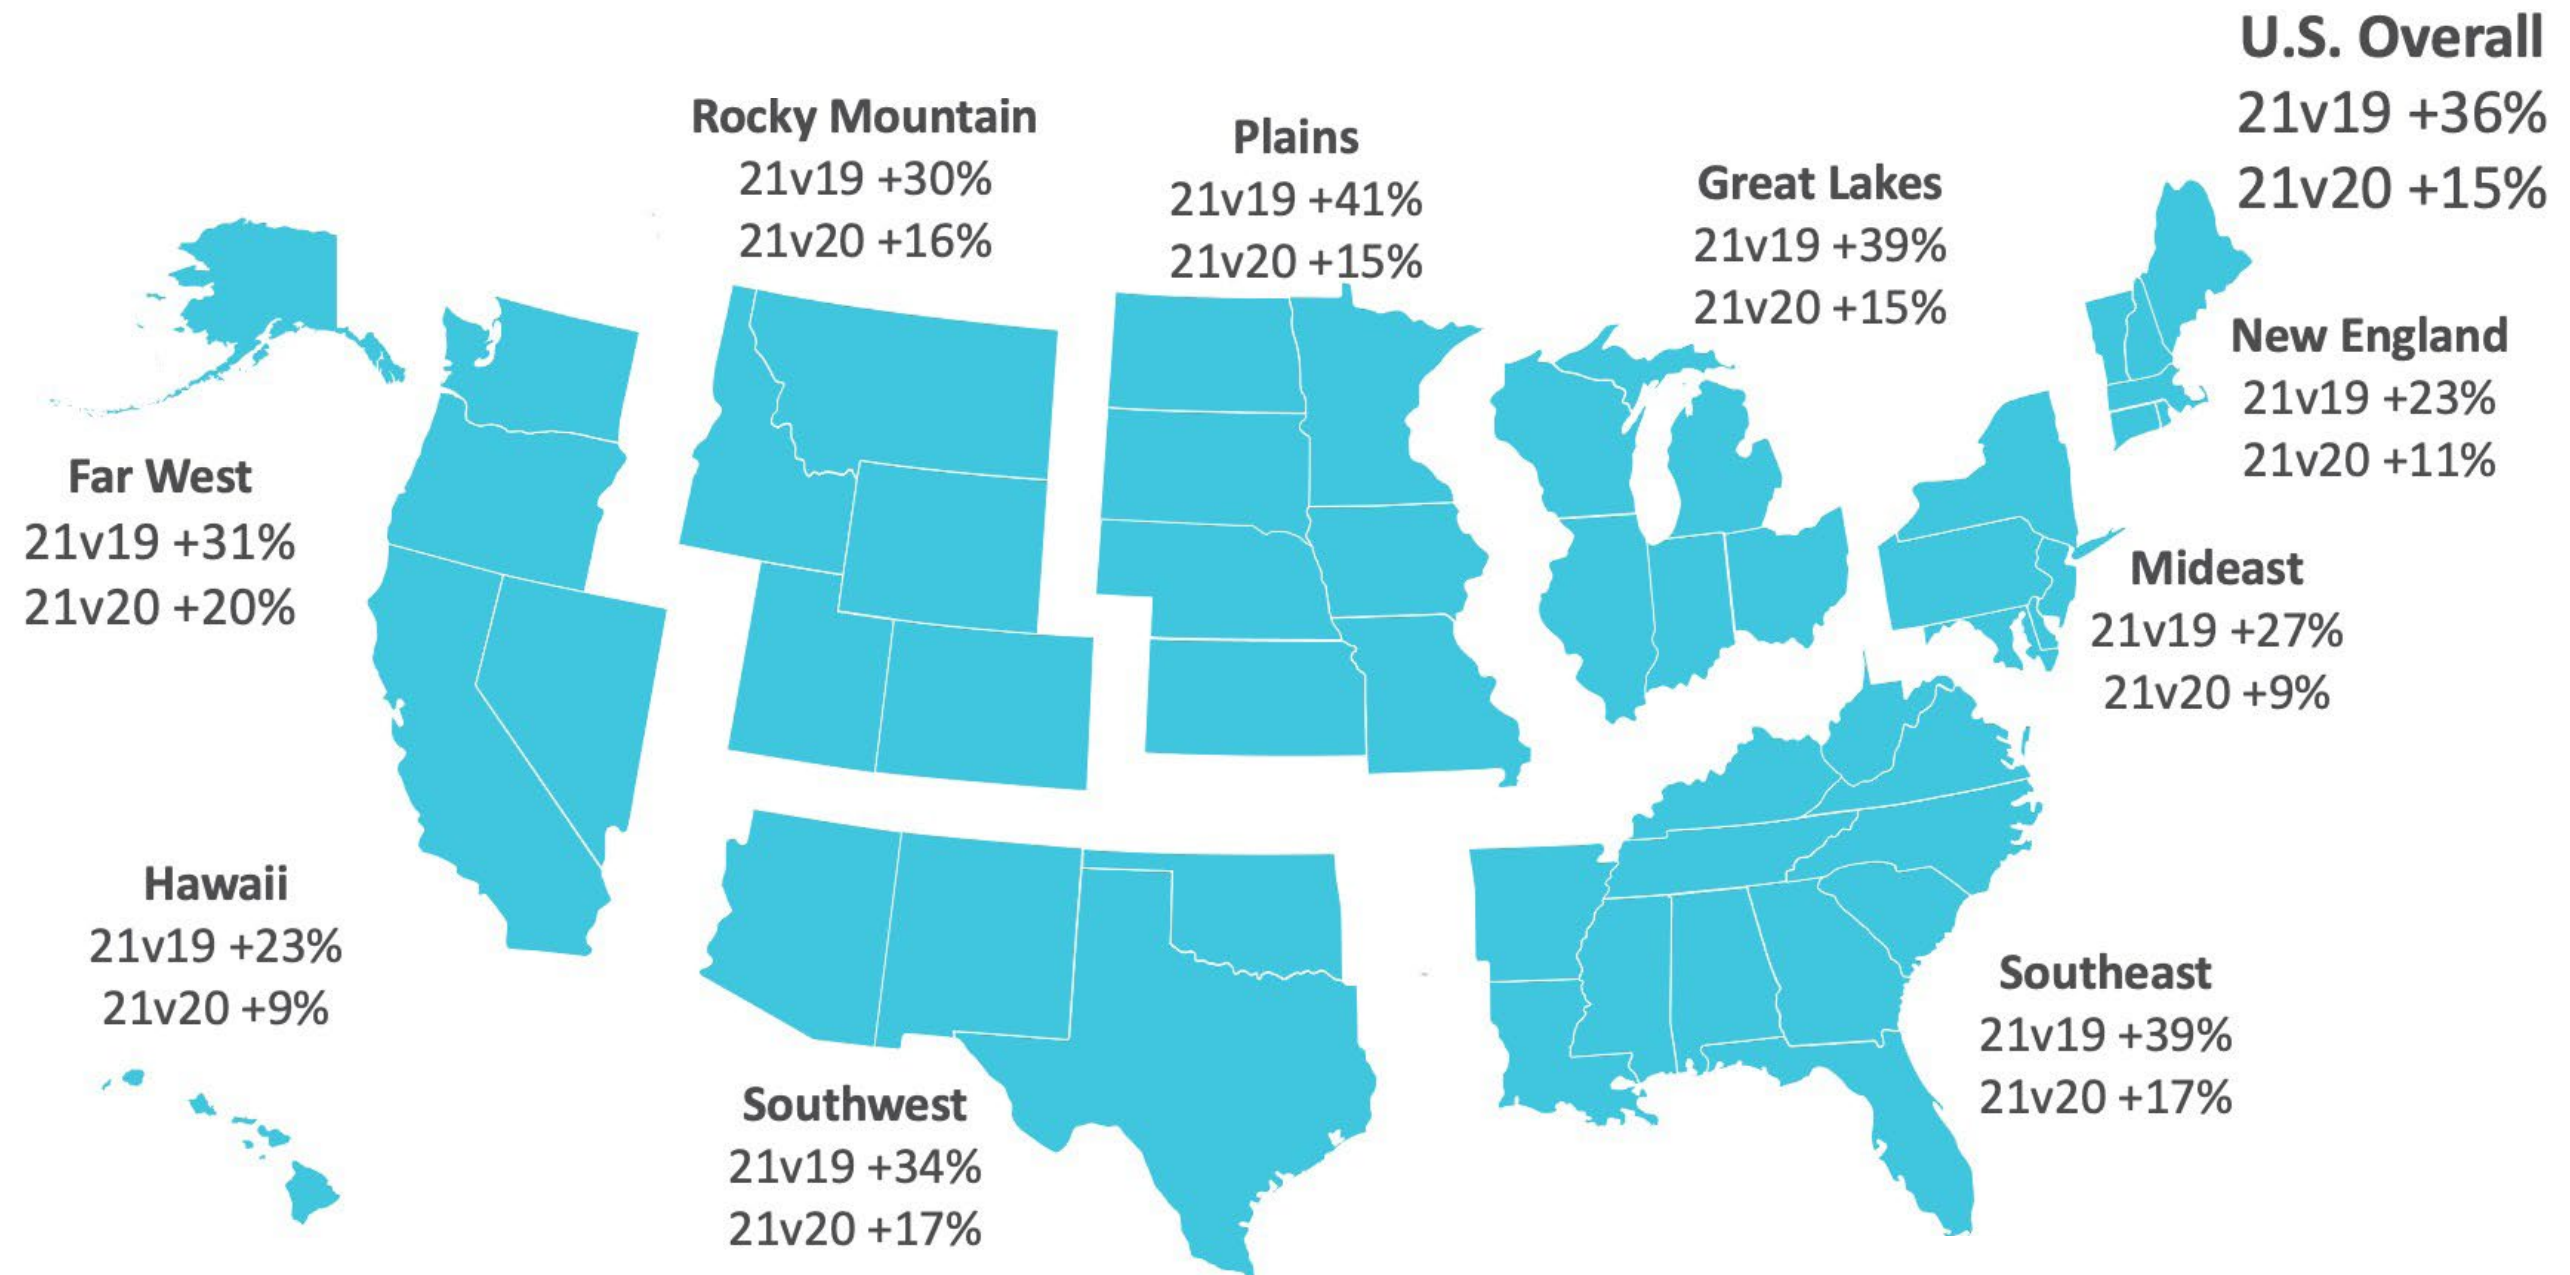 U.S. Overall
21v19 +36%
21v20 +15%
Rocky Mountain
21v19 +30%
21v20 +16%
Plains
21v19 +41%
21v20 +15%
Great Lakes
21v19 +39%
21v20 +15%
New England
21v19 +23%
21v20 +11%
Far West
21v19 +31%
21v20 +20%
Mideast
21v19 +27%
21v20 +9%
Hawaii
21v19 +23%
21v20 +9%
Southwest
21v19 +34%
21v20 +17%
Southeast
21v19 +39%
21v20 +17%